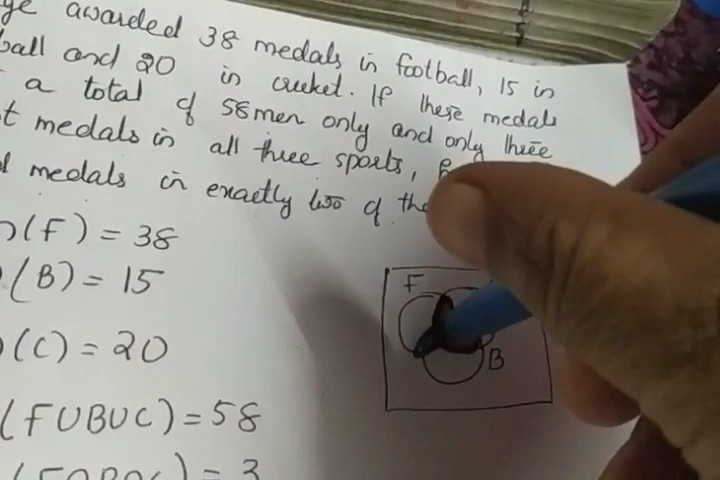 awarded 38 medals in football, 15 in
ball and 20 in cricket. If these medals
a total of 58 men only and only three
t medals in all three sports,
medals in exactly two of the
(F) = 38
(B) = 15
(C) = 20
(FUBUC) = 58
F
B